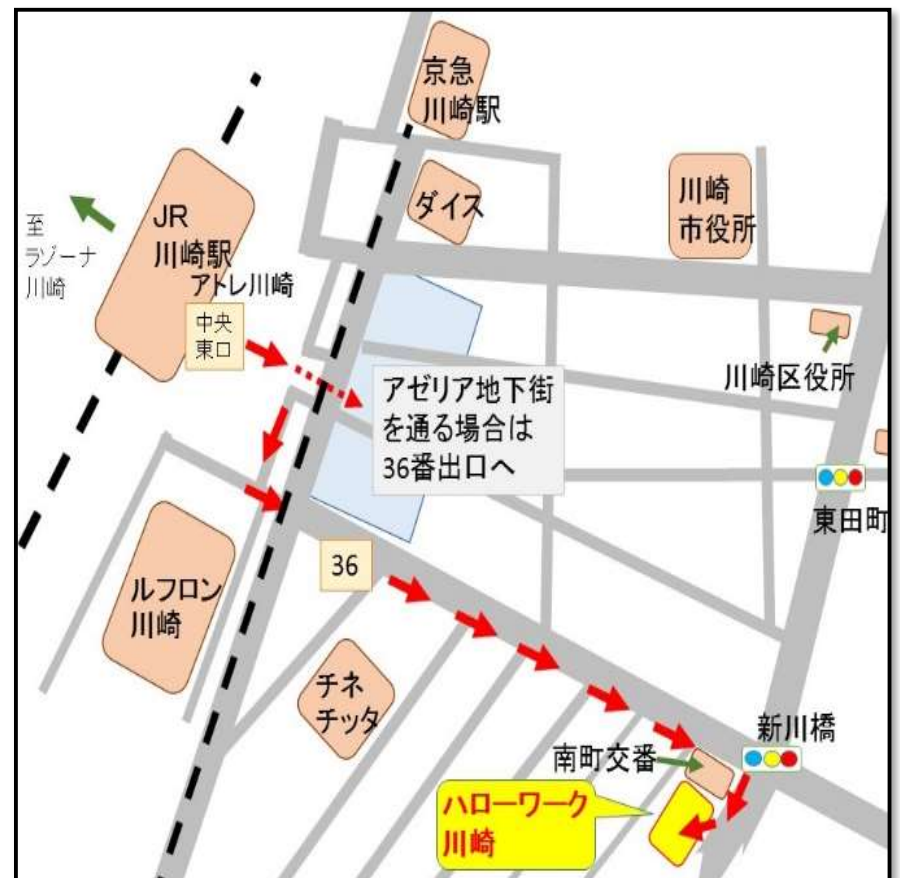 京急
川崎駅
ダイス
川崎
市役所
JR
川崎駅
アトレ川崎
至
ラゾーナ
川崎
中央
東口
川崎区役所
アゼリア地下街
を通る場合は
36番出口へ
東田町
36
ルフロン
川崎
チネ
チッタ
新川橋
南町交番
ハローワーク
川崎